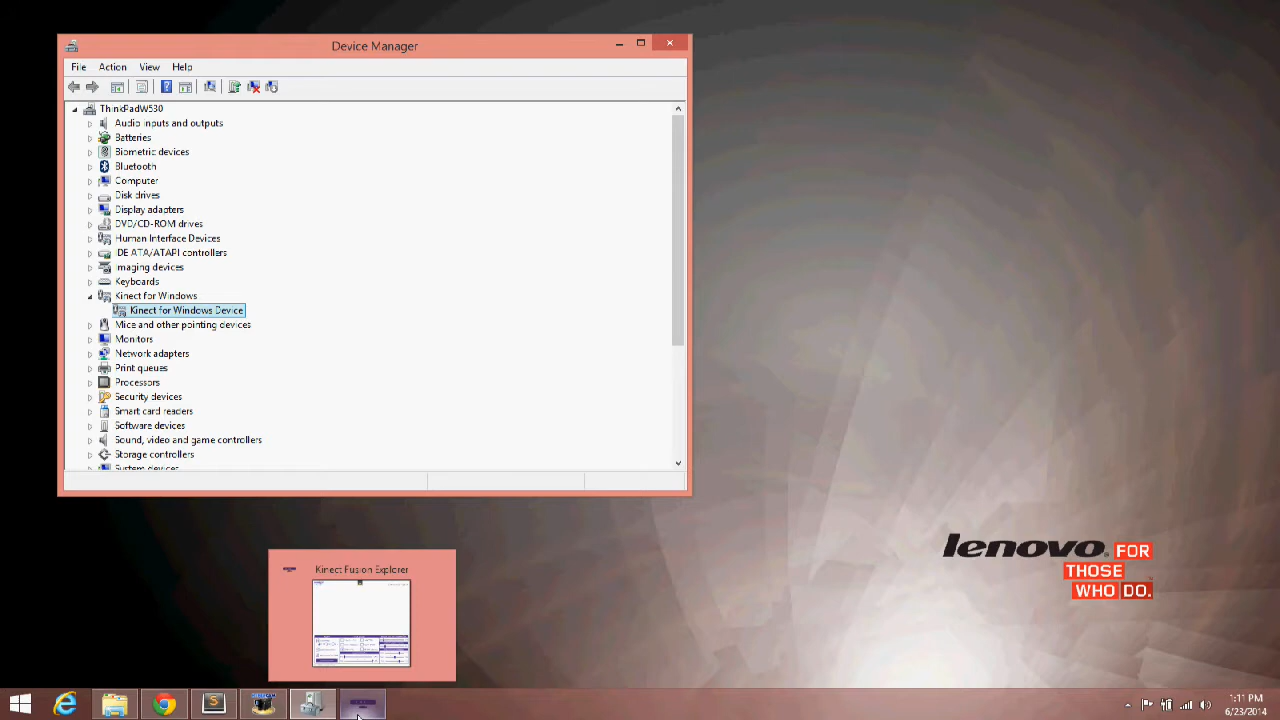 Device Manager
File Action View Help
ThinkPadW530
Audio inputs and outputs
Batteries
Biometric devices
Bluetooth
Computer
Disk drives
Display adapters
DVD/CD-ROM drives
Human Interface Devices
IDE ATA/ATAPI controllers
Imaging devices
Keyboards
Kinect for Windows
Kinect for Windows Device
Mice and other pointing devices
Monitors
Network adapters
Print queues
Processors
Security devices
Smart card readers
Software devices
Sound, video and game controllers
Storage controllers
System devices
lenovo FOR
THOSE
WHO DO.
Kinect Fusion Explorer
1:11 PM
6/23/2014